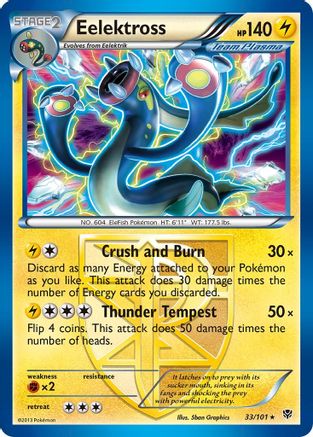 STAGE2 Eelektross HP140
Evolves from Eelektrik Team Plasma
NO. 604 EleFish Pokémon HT: 6'11" WT: 177.5 lbs.
Crush and Burn 30×
Discard as many Energy attached to your Pokémon
as you like. This attack does 30 damage times the
number of Energy cards you discarded.
Thunder Tempest 50×
Flip 4 coins. This attack does 50 damage times the
number of heads.
weakness resistance
×2
retreat
It latches on to prey with its
sucker mouth, sinking in its
fangs and shocking the prey
with powerful electricity.
©2013 Pokémon Illus. 5ban Graphics 33/101 ★